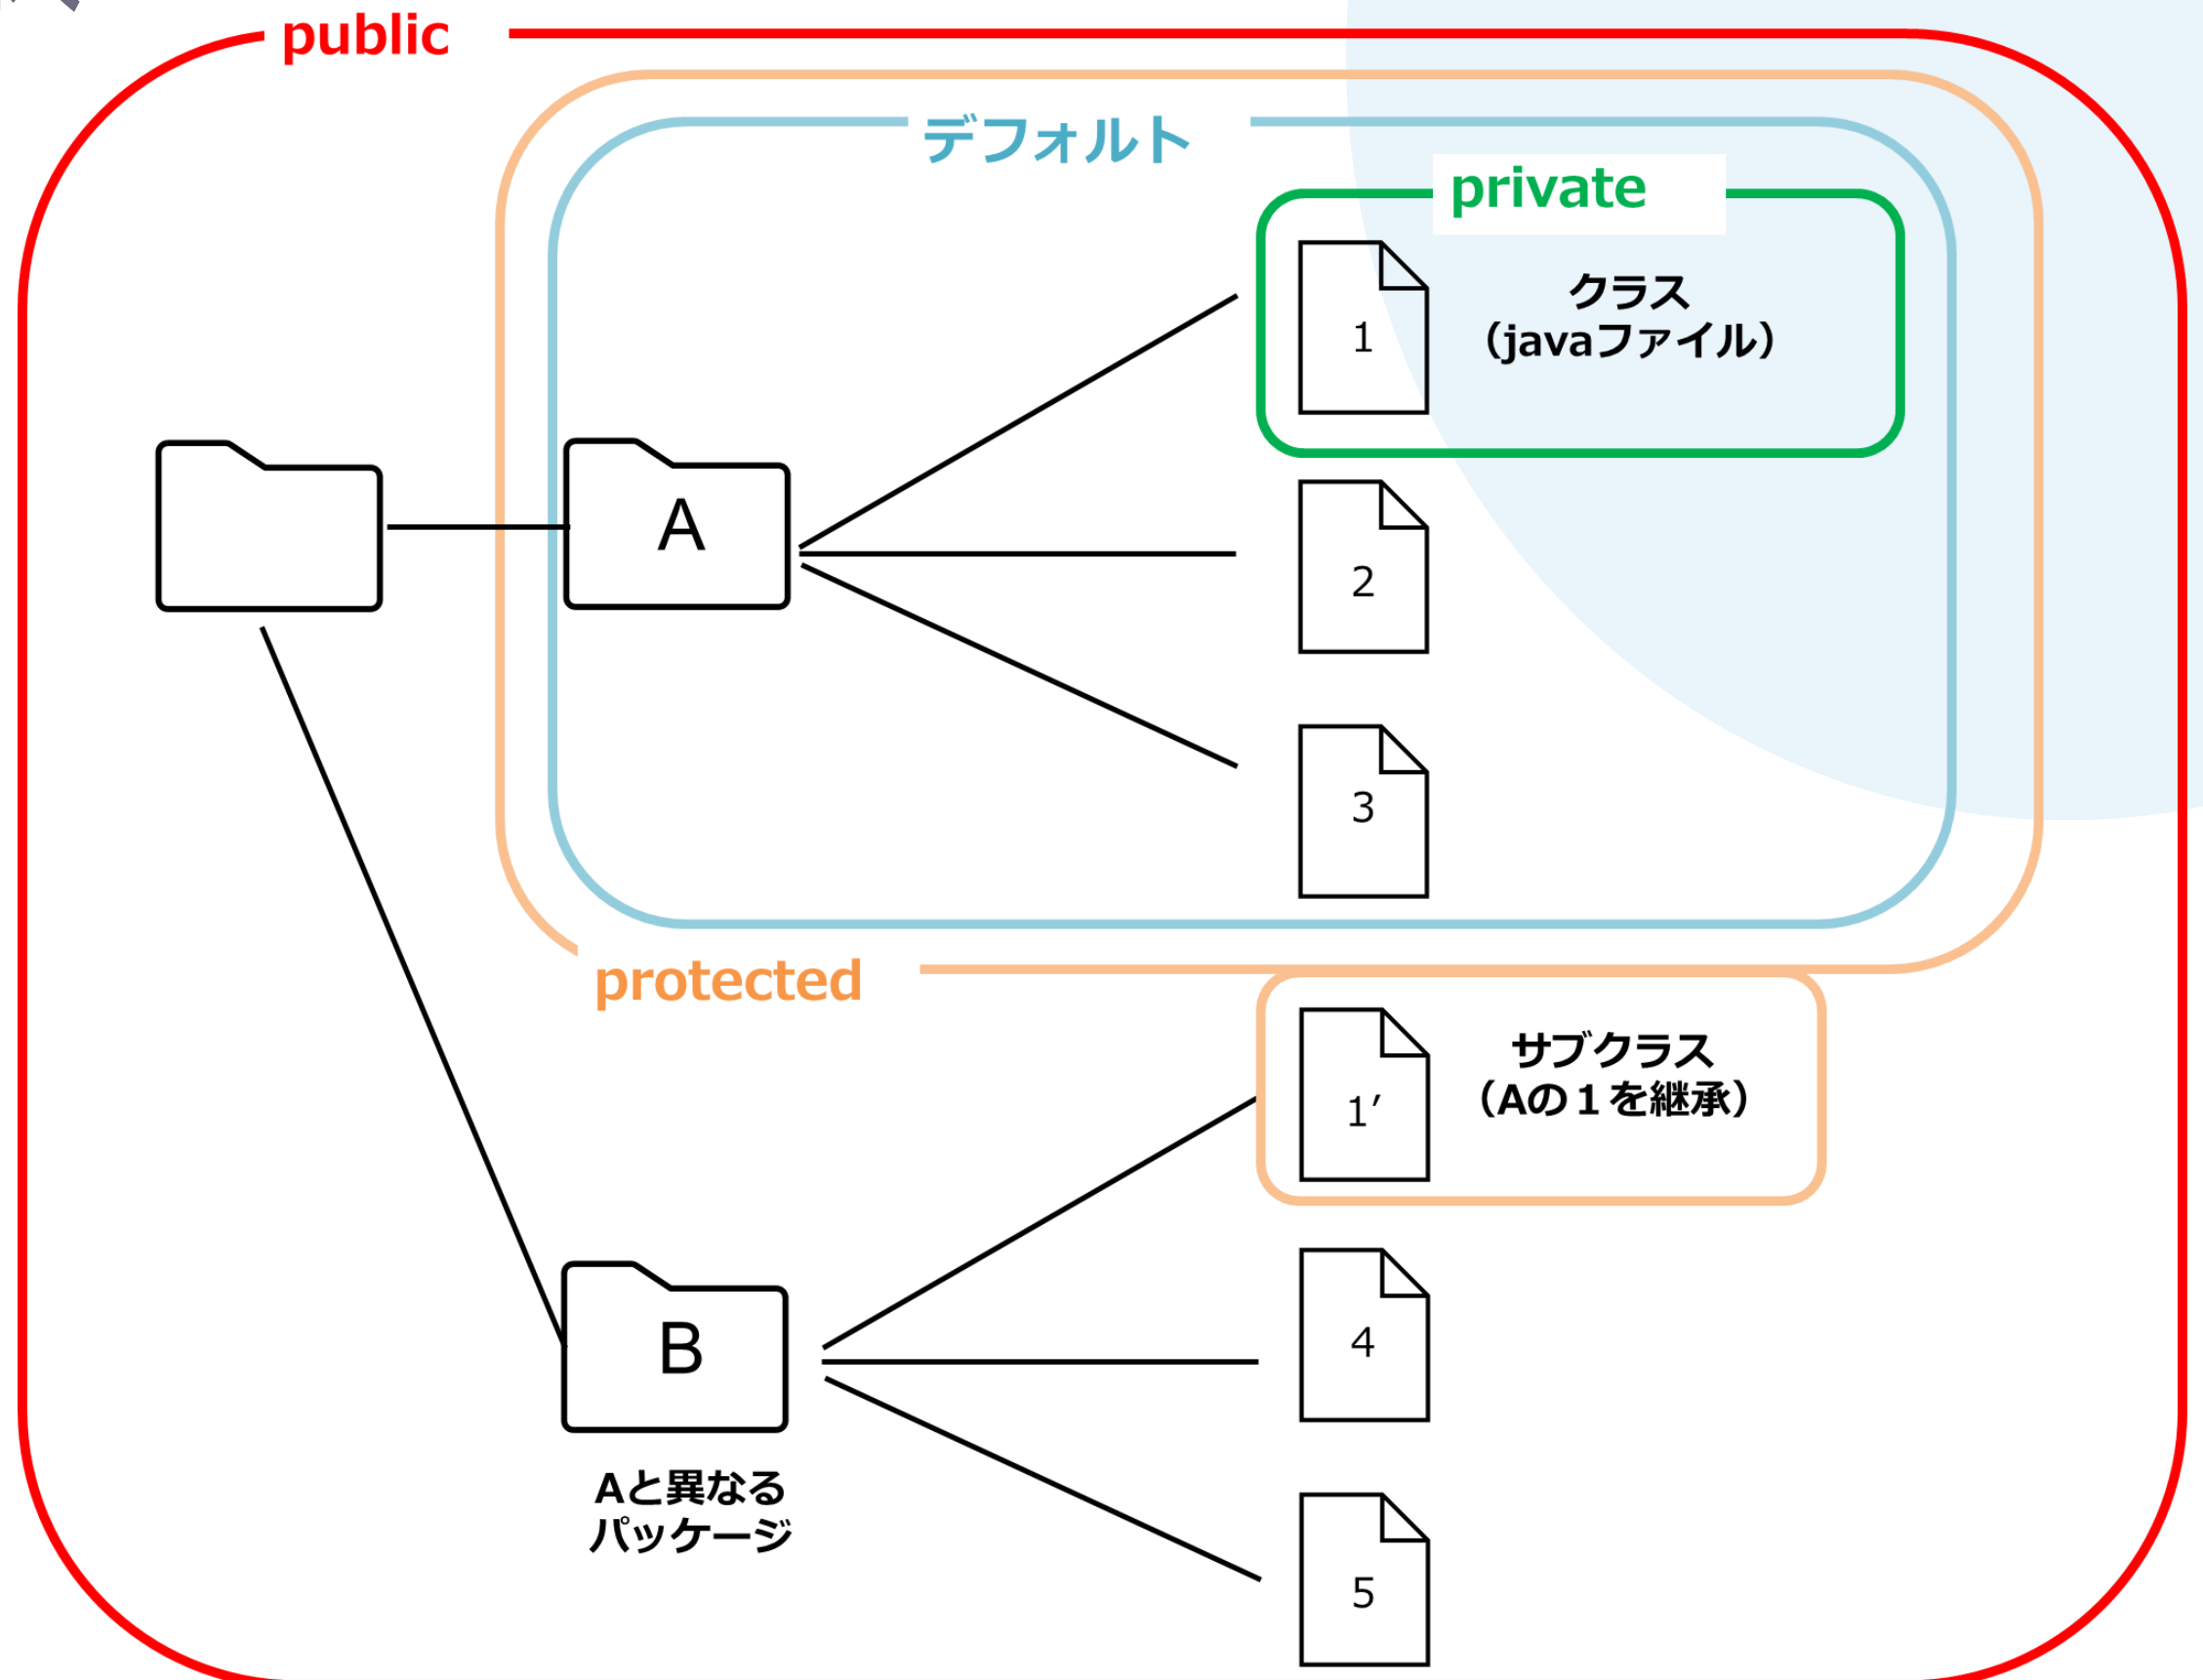 public
デフォルト
private
クラス
(javaファイル)
1
A
2
3
protected
サブクラス
(Aの1を継承)
1′
B
4
Aと異なる
パッケージ
5